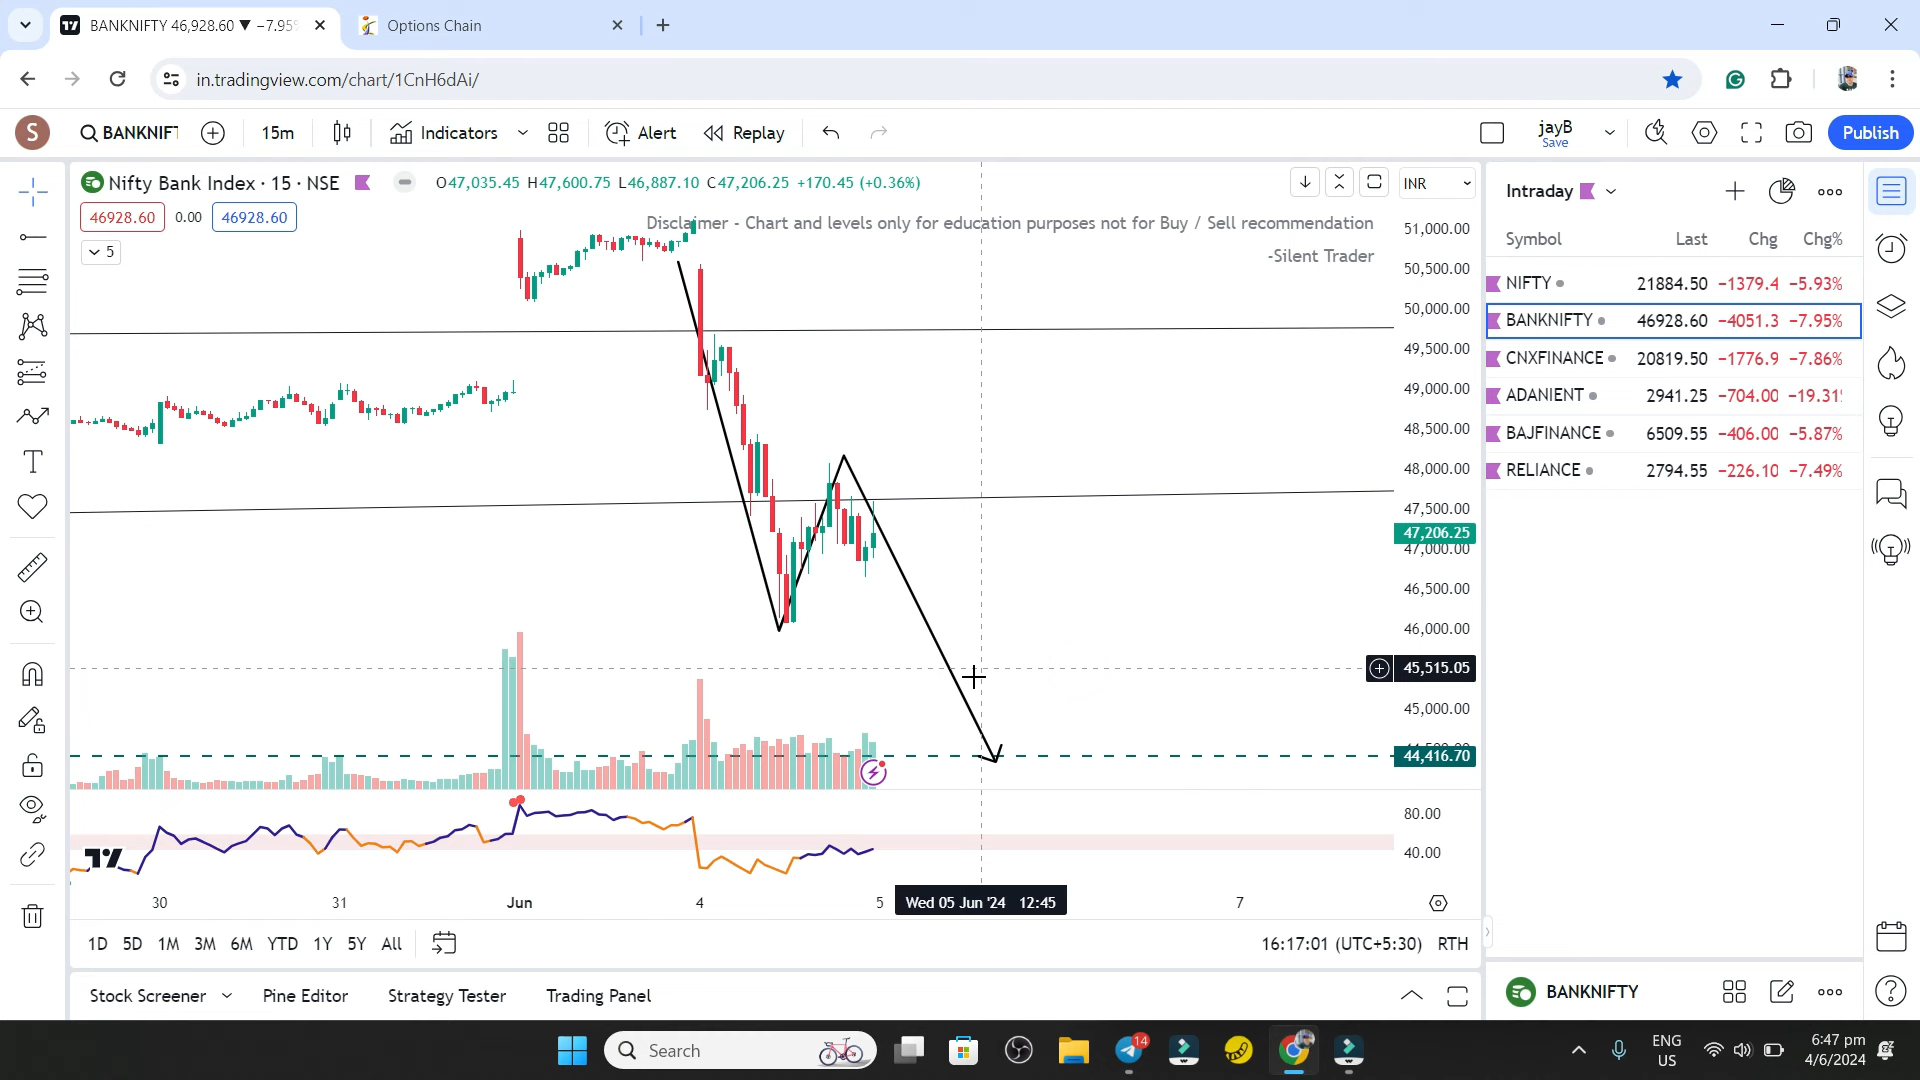 BANKNIFTY 46,928.60 ▼ −7.95%
Options Chain
in.tradingview.com/chart/1CnH6dAi/
S
BANKNIFT
15m
Indicators
Alert
Replay
jayB
Save
Publish
Nifty Bank Index · 15 · NSE
O47,035.45 H47,600.75 L46,887.10 C47,206.25 +170.45 (+0.36%)
INR
46928.60 0.00 46928.60
5
Disclaimer - Chart and levels only for education purposes not for Buy / Sell recommendation
-Silent Trader
51,000.00
50,500.00
50,000.00
49,500.00
49,000.00
48,500.00
48,000.00
47,500.00
47,206.25
47,000.00
46,500.00
46,000.00
45,515.05
45,000.00
44,416.70
80.00
40.00
30 31 Jun 4 5 Wed 05 Jun '24 12:45 7
1D 5D 1M 3M 6M YTD 1Y 5Y All
16:17:01 (UTC+5:30) RTH
Stock Screener Pine Editor Strategy Tester Trading Panel
Intraday
Symbol Last Chg Chg%
NIFTY 21884.50 −1379.4 −5.93%
BANKNIFTY 46928.60 −4051.3 −7.95%
CNXFINANCE 20819.50 −1776.9 −7.86%
ADANIENT 2941.25 −704.00 −19.31
BAJFINANCE 6509.55 −406.00 −5.87%
RELIANCE 2794.55 −226.10 −7.49%
BANKNIFTY
Search
14
ENG
US
6:47 pm
4/6/2024